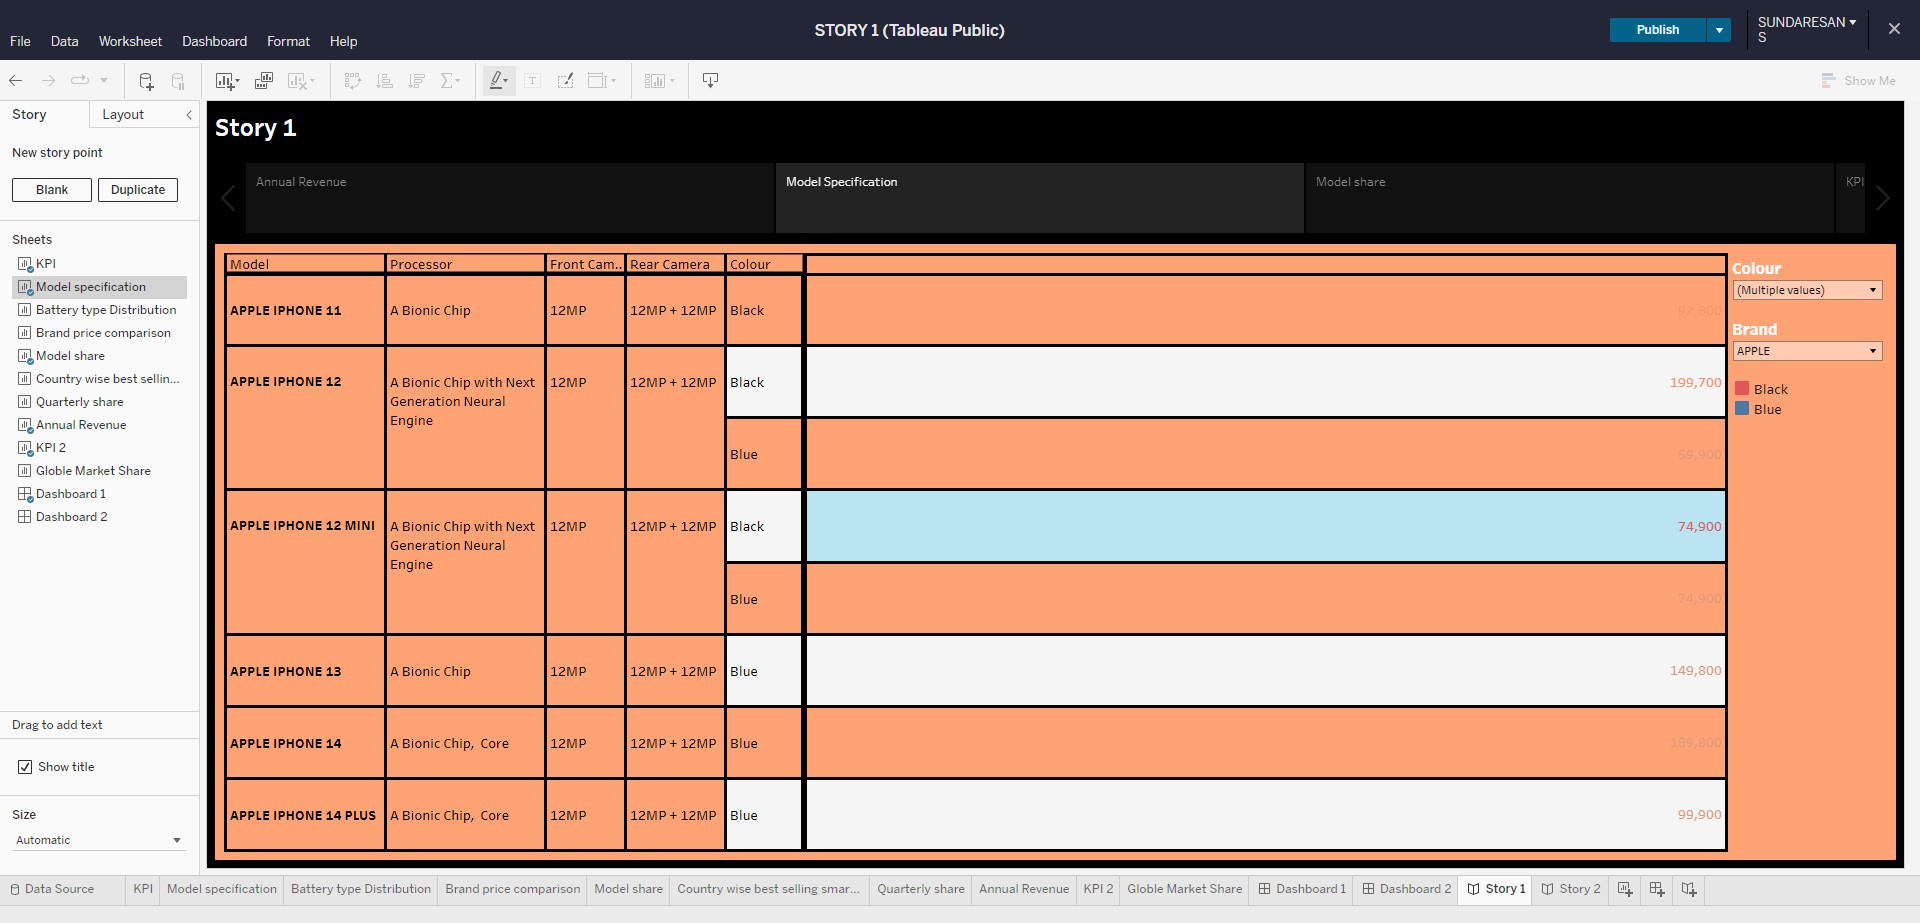 STORY 1 (Tableau Public)
Publish
SUNDARESAN
S
File Data Worksheet Dashboard Format Help
Show Me
Story Layout
New story point
Blank Duplicate
Sheets
KPI
Model specification
Battery type Distribution
Brand price comparison
Model share
Country wise best sellin...
Quarterly share
Annual Revenue
KPI 2
Globle Market Share
Dashboard 1
Dashboard 2
Drag to add text
Show title
Size
Automatic
Story 1
Annual Revenue Model Specification Model share KPI
Model Processor Front Cam.. Rear Camera Colour
APPLE IPHONE 11 A Bionic Chip 12MP 12MP + 12MP Black 92,800
APPLE IPHONE 12 A Bionic Chip with Next 12MP 12MP + 12MP Black 199,700
Generation Neural
Engine
Blue 59,900
APPLE IPHONE 12 MINI A Bionic Chip with Next 12MP 12MP + 12MP Black 74,900
Generation Neural
Engine
Blue 74,900
APPLE IPHONE 13 A Bionic Chip 12MP 12MP + 12MP Blue 149,800
APPLE IPHONE 14 A Bionic Chip, Core 12MP 12MP + 12MP Blue 189,800
APPLE IPHONE 14 PLUS A Bionic Chip, Core 12MP 12MP + 12MP Blue 99,900
Colour
(Multiple values)
Brand
APPLE
Black
Blue
Data Source KPI Model specification Battery type Distribution Brand price comparison Model share Country wise best selling smar... Quarterly share Annual Revenue KPI 2 Globle Market Share Dashboard 1 Dashboard 2 Story 1 Story 2